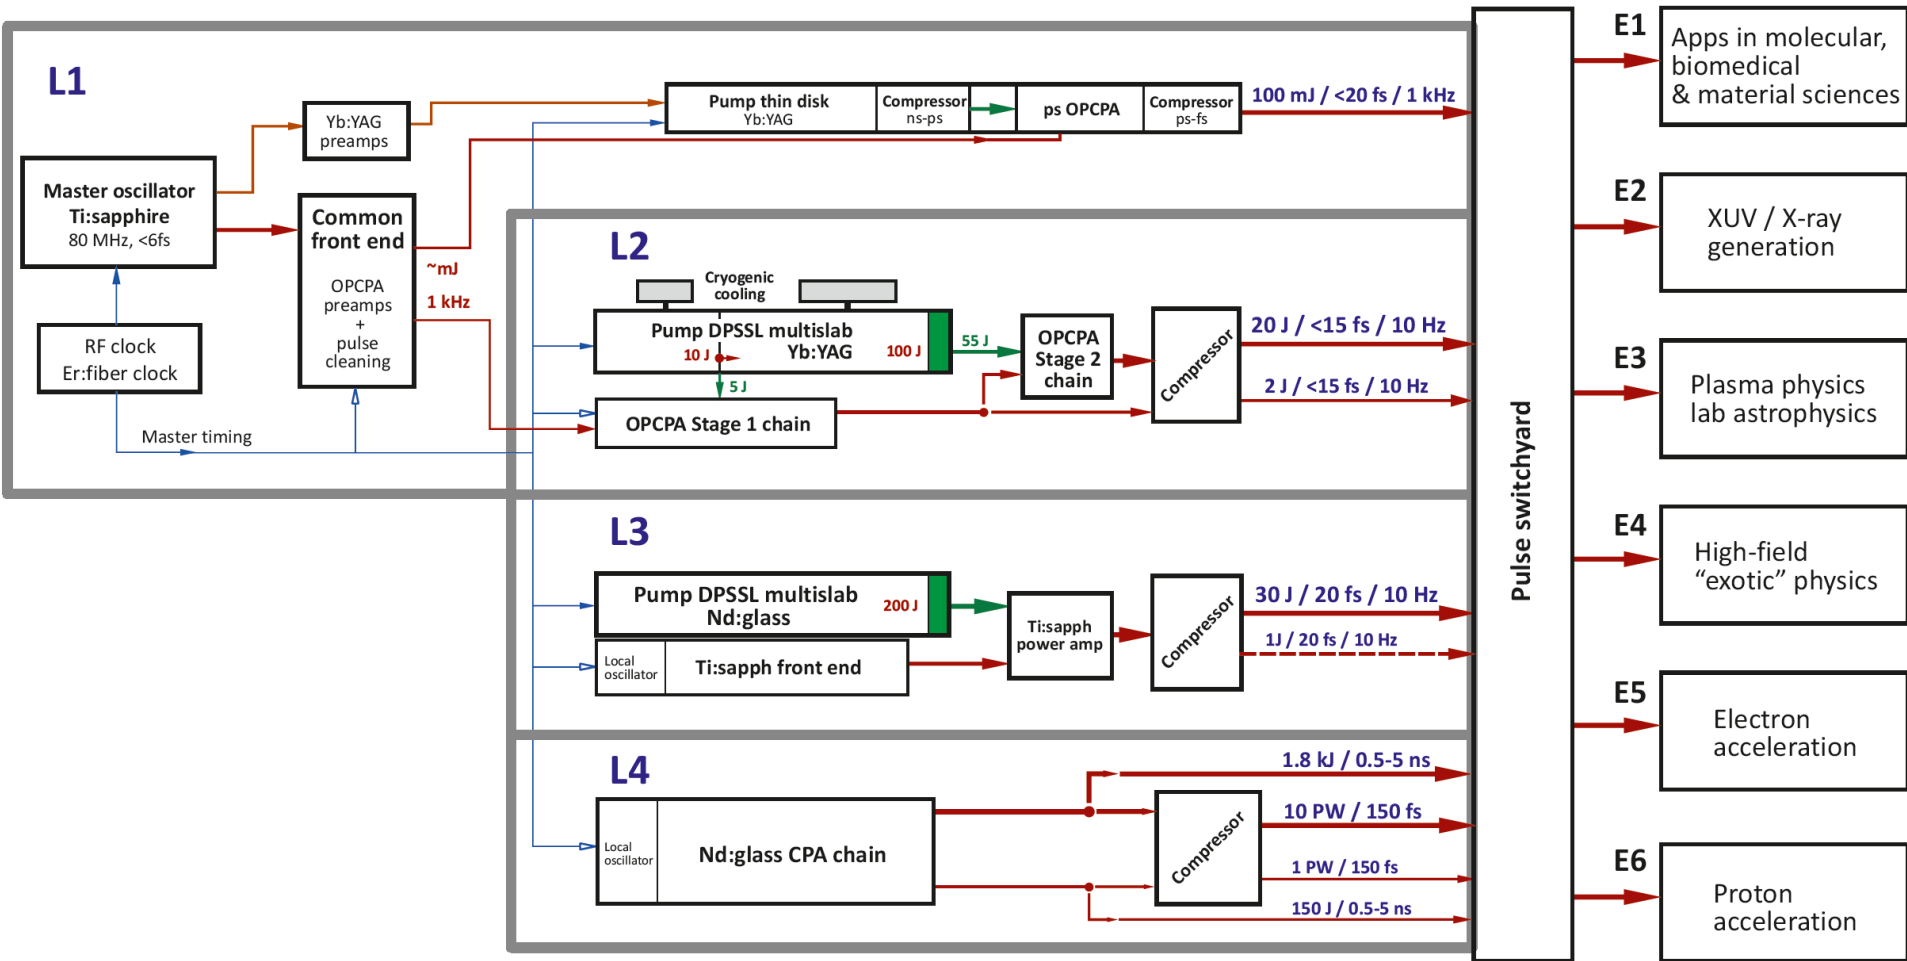 L1
Master oscillator
Ti:sapphire
80 MHz, <6fs
RF clock
Er:fiber clock
Master timing
Yb:YAG
preamps
Common
front end
OPCPA
preamps
+
pulse
cleaning
~mJ
1 kHz
Pump thin disk
Yb:YAG
Compressor
ns-ps
ps OPCPA
Compressor
ps-fs
100 mJ / <20 fs / 1 kHz
L2
Cryogenic
cooling
Pump DPSSL multislab
Yb:YAG
10 J
100 J
55 J
5 J
OPCPA Stage 1 chain
OPCPA
Stage 2
chain
Compressor
20 J / <15 fs / 10 Hz
2 J / <15 fs / 10 Hz
L3
Pump DPSSL multislab
Nd:glass
200 J
Local
oscillator
Ti:sapph front end
Ti:sapph
power amp
Compressor
30 J / 20 fs / 10 Hz
1J / 20 fs / 10 Hz
L4
Local
oscillator
Nd:glass CPA chain
Compressor
1.8 kJ / 0.5-5 ns
10 PW / 150 fs
1 PW / 150 fs
150 J / 0.5-5 ns
Pulse switchyard
E1
Apps in molecular,
biomedical
& material sciences
E2
XUV / X-ray
generation
E3
Plasma physics
lab astrophysics
E4
High-field
“exotic” physics
E5
Electron
acceleration
E6
Proton
acceleration